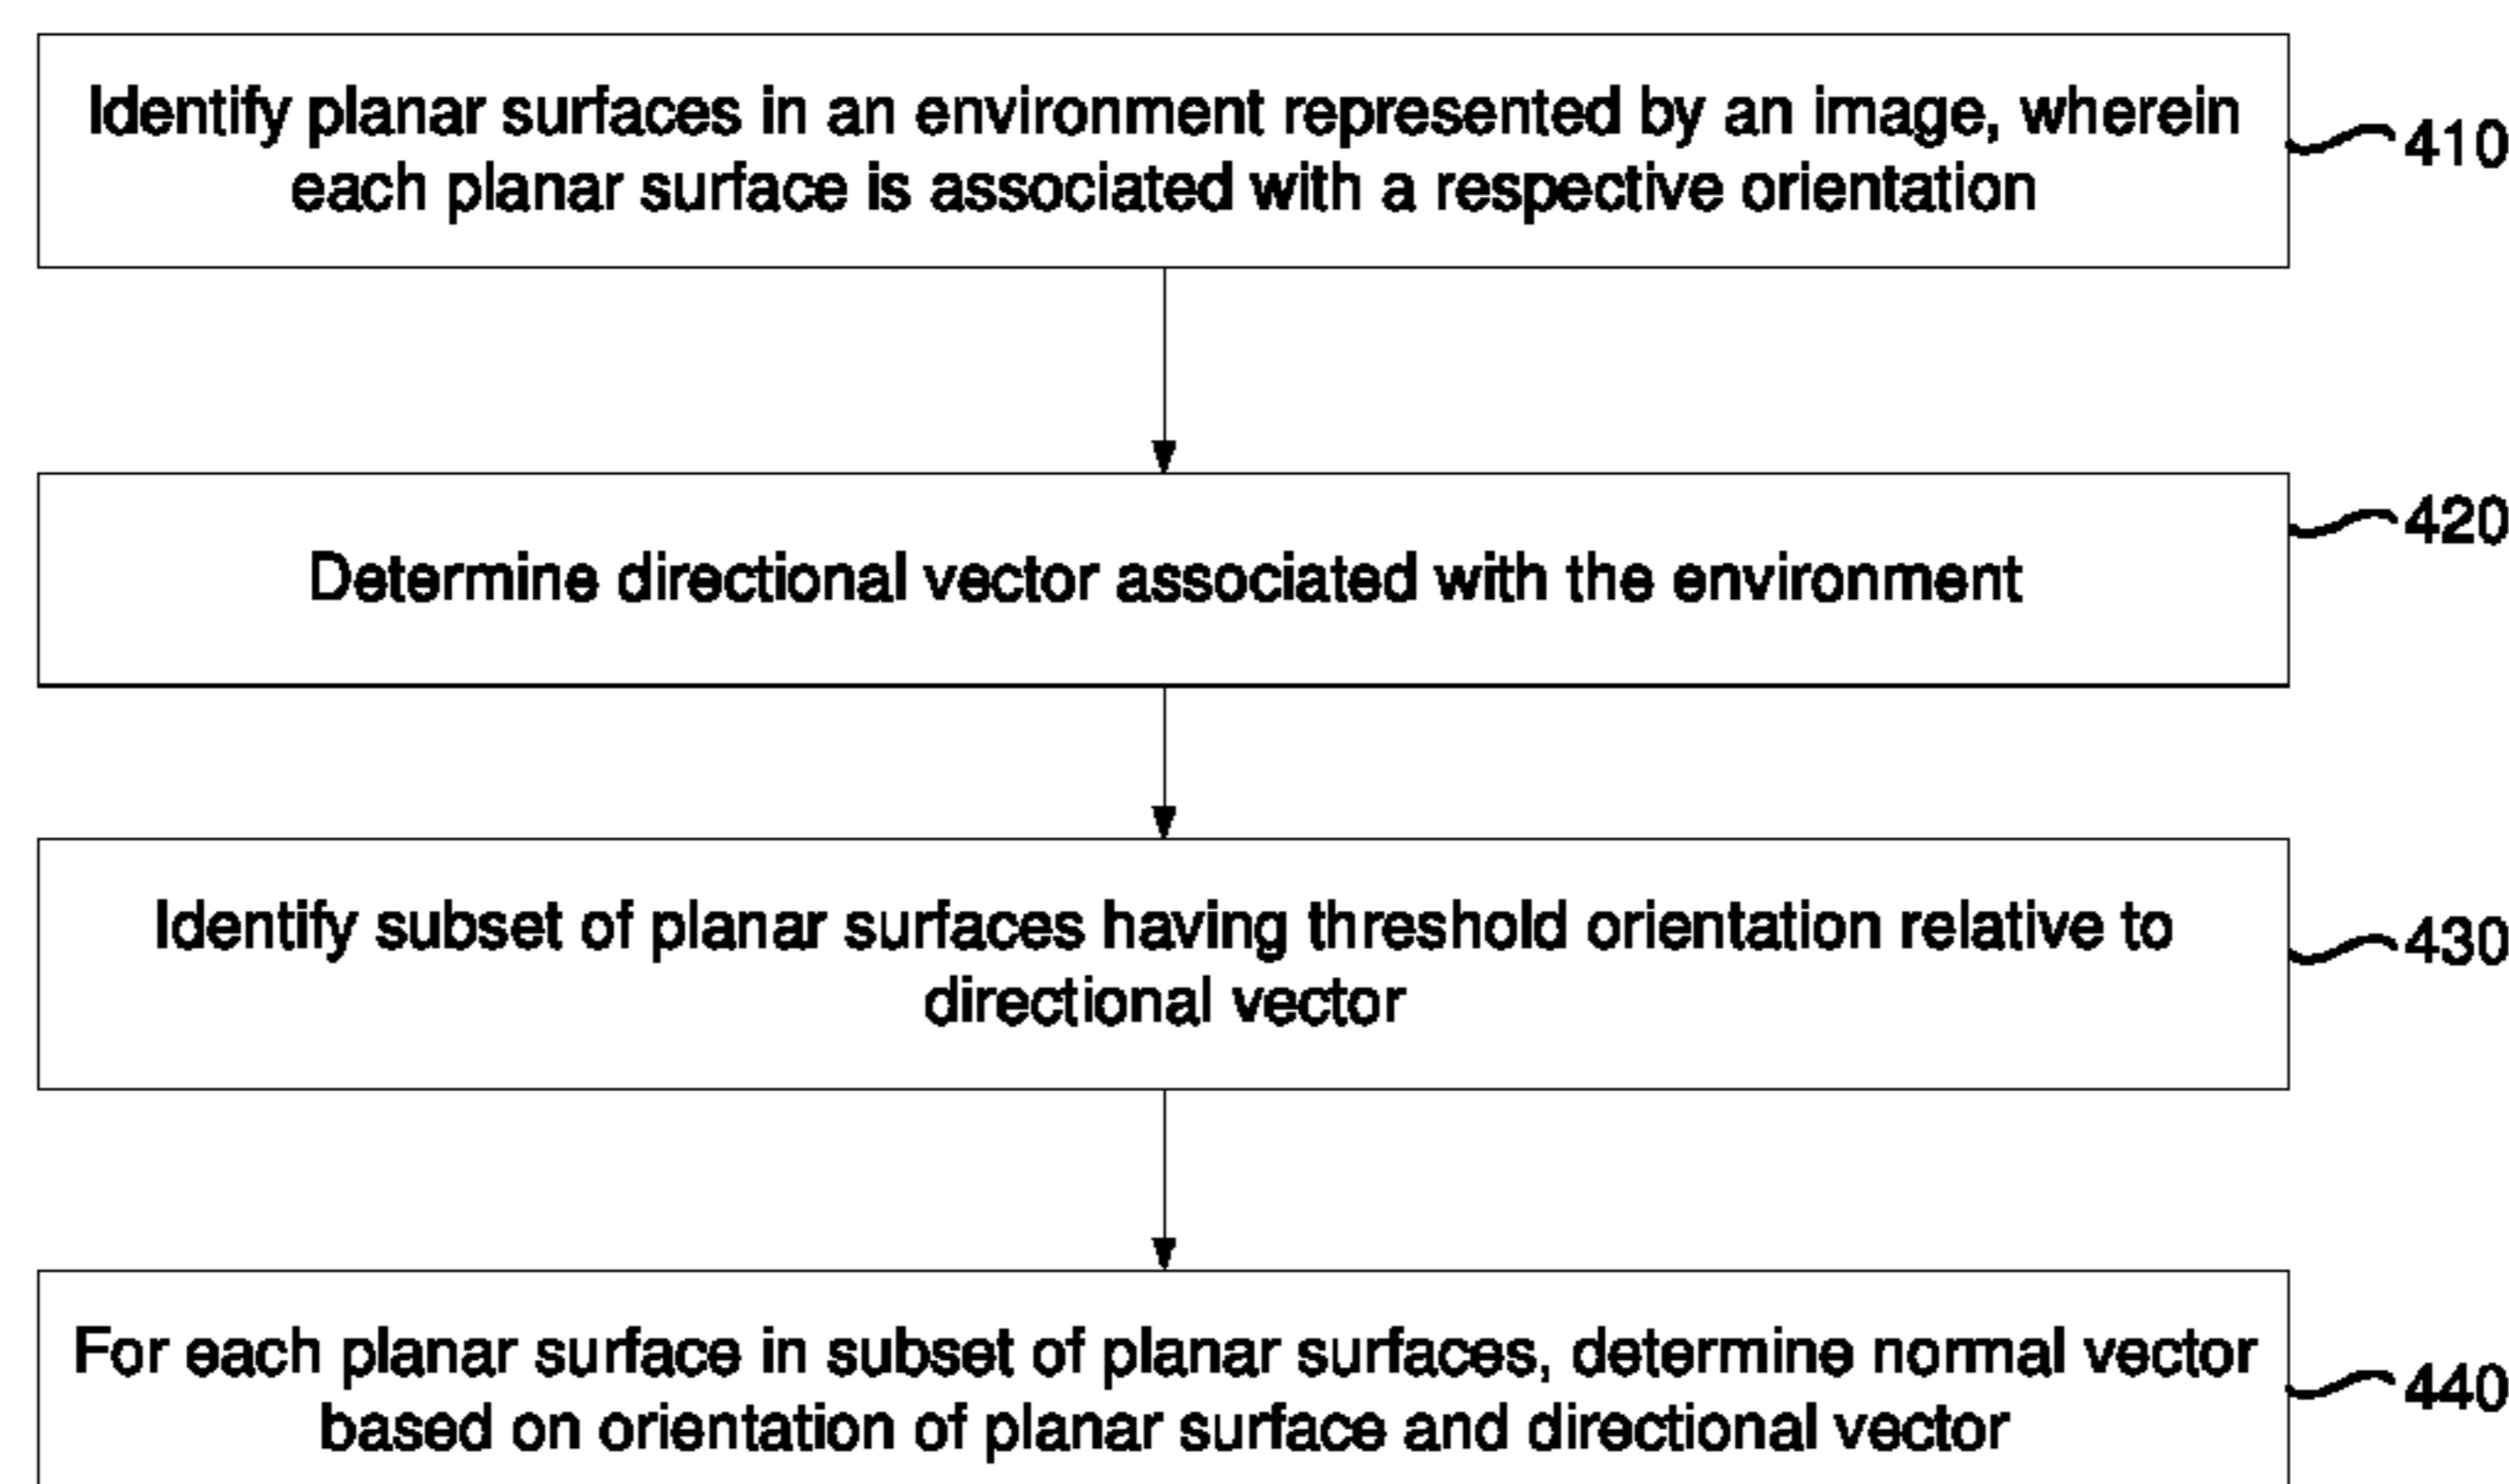 Identify planar surfaces in an environment represented by an image, wherein
each planar surface is associated with a respective orientation
410
Determine directional vector associated with the environment
420
Identify subset of planar surfaces having threshold orientation relative to
directional vector
430
For each planar surface in subset of planar surfaces, determine normal vector
based on orientation of planar surface and directional vector
440